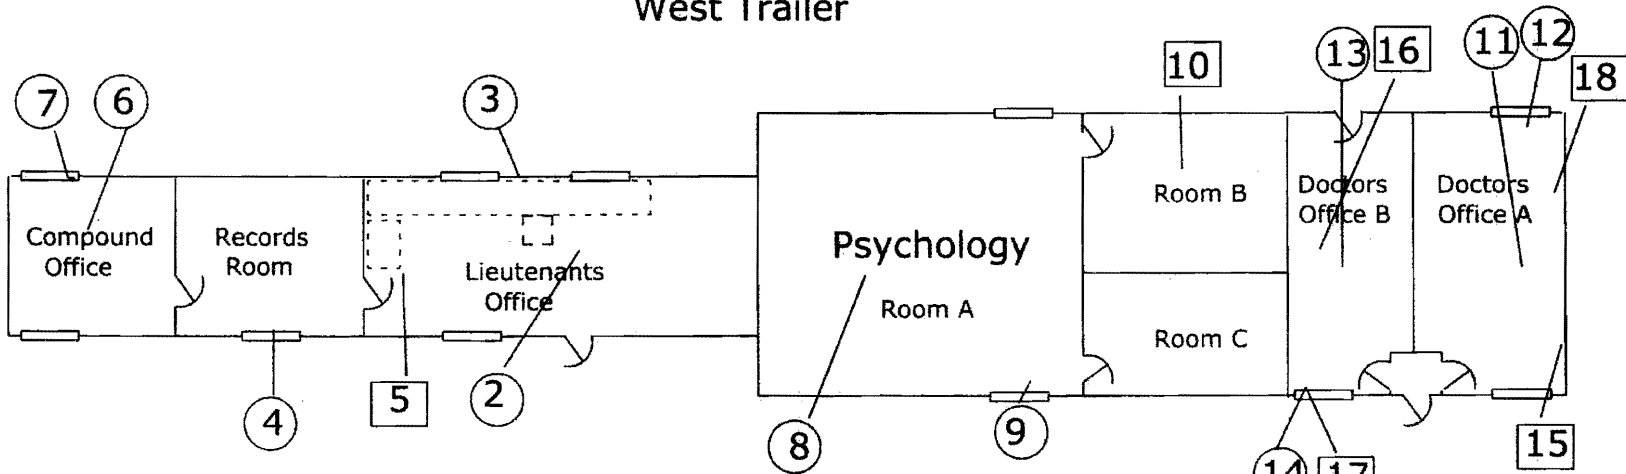 West Trailer
7
6
3
10
13
16
11
12
18
Compound
Office
Records
Room
Lieutenants
Office
Psychology
Room A
Room B
Room C
Doctors
Office B
Doctors
Office A
4
5
2
8
9
14
17
15